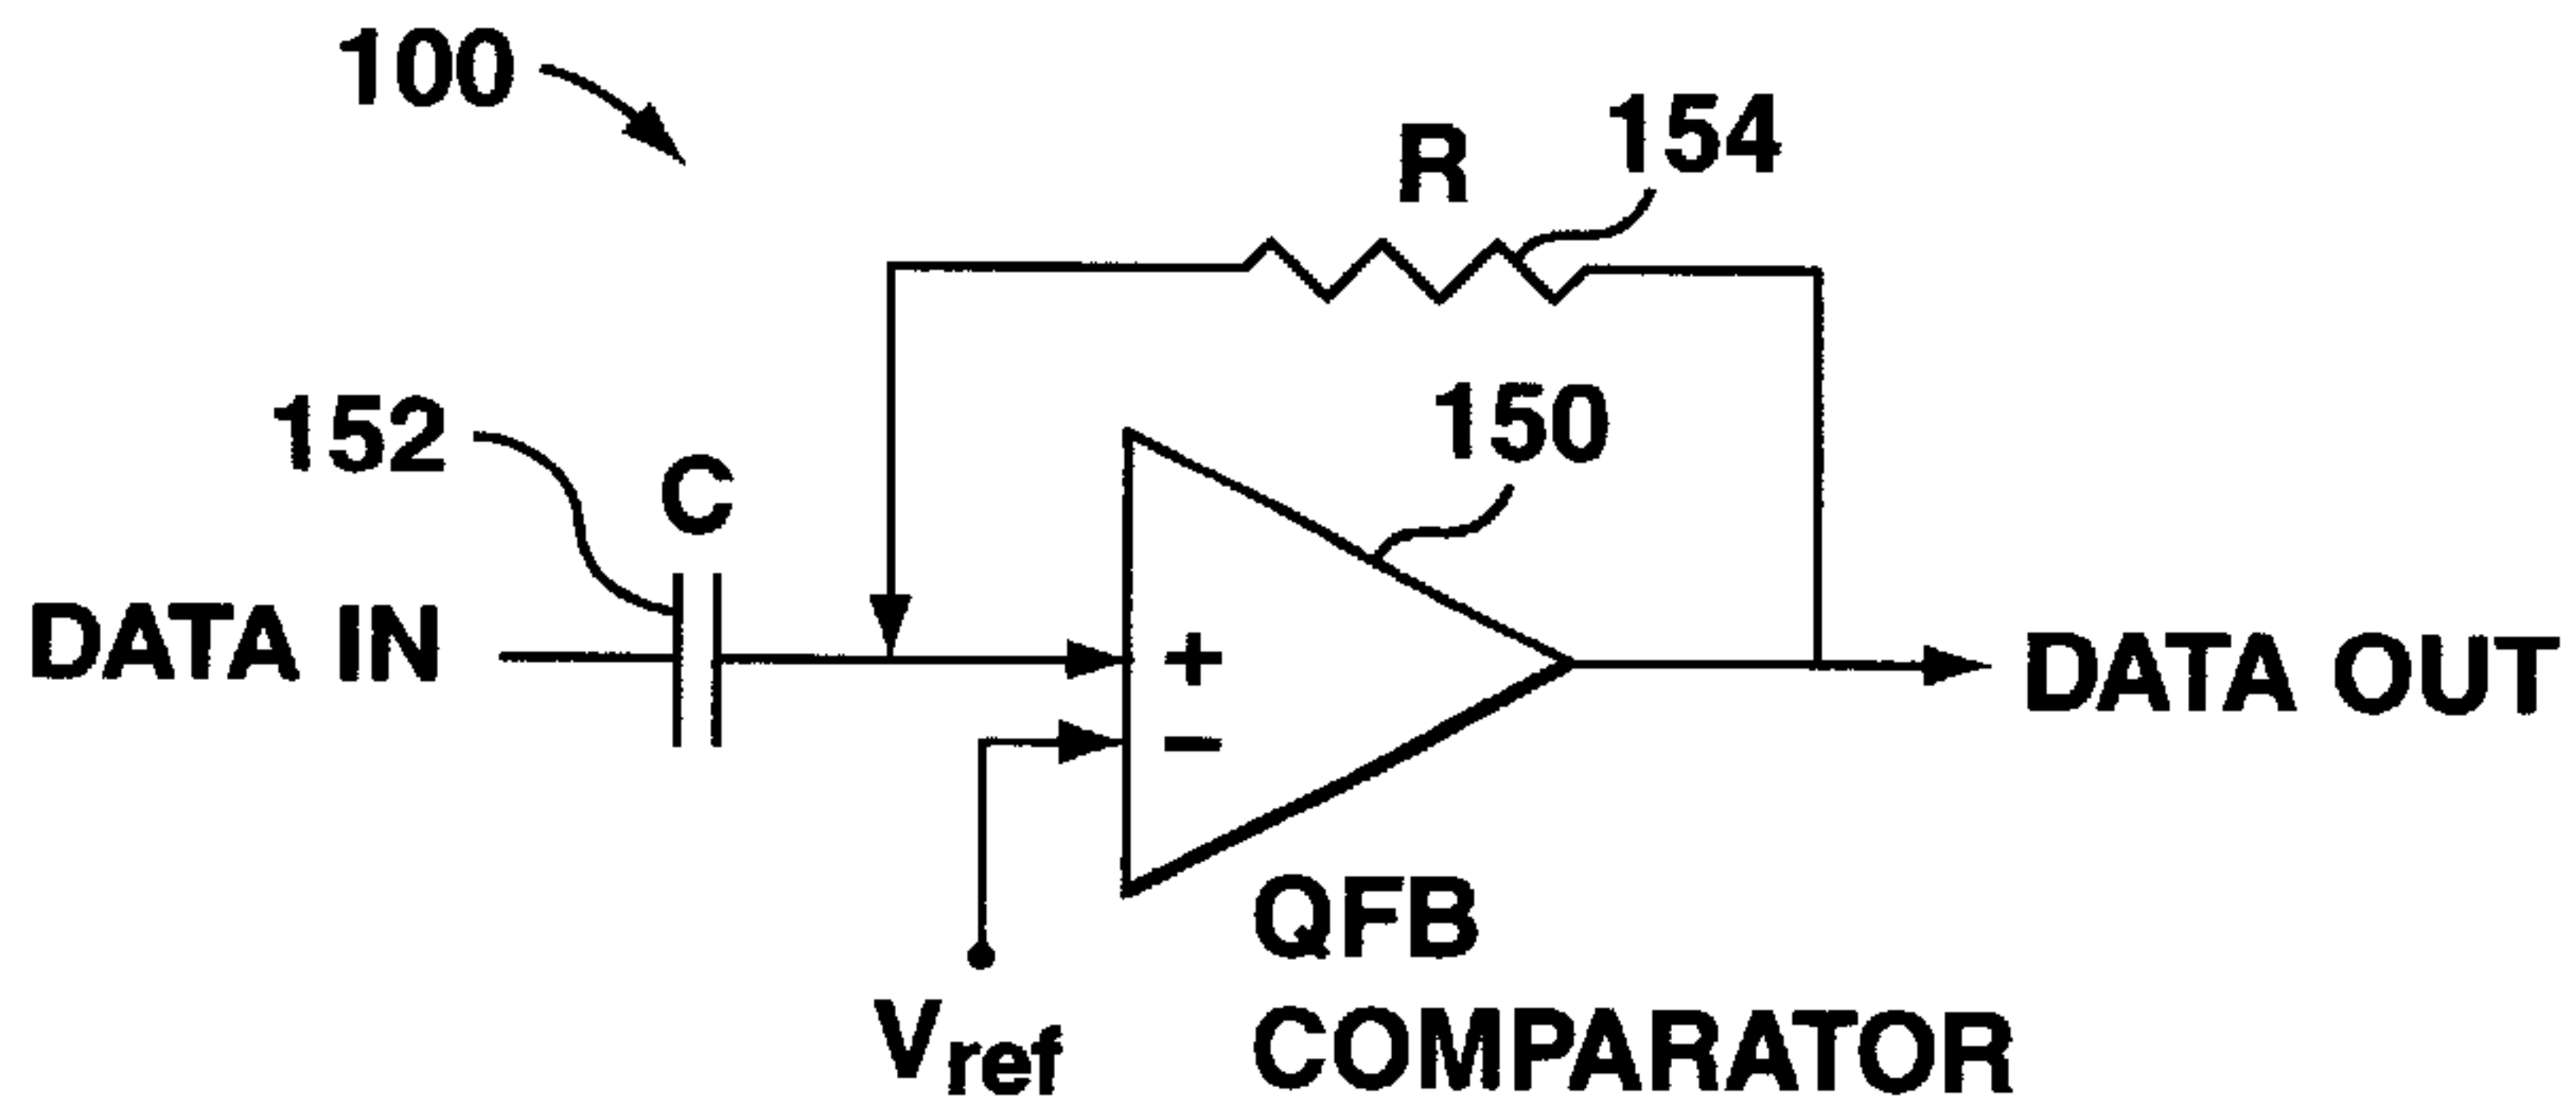 100
R
154
152
C
150
DATA IN
+
−
DATA OUT
Vref
QFB
COMPARATOR